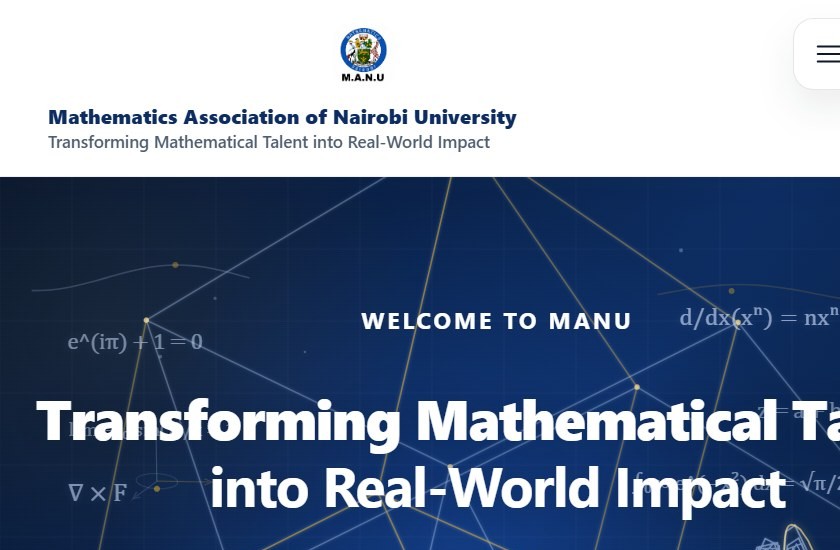 M.A.N.U
Mathematics Association of Nairobi University
Transforming Mathematical Talent into Real-World Impact
WELCOME TO MANU
d/dx(xⁿ) = nxⁿ
e^(iπ) + 1 = 0
Transforming Mathematical Ta
into Real-World Impact
∇ × F